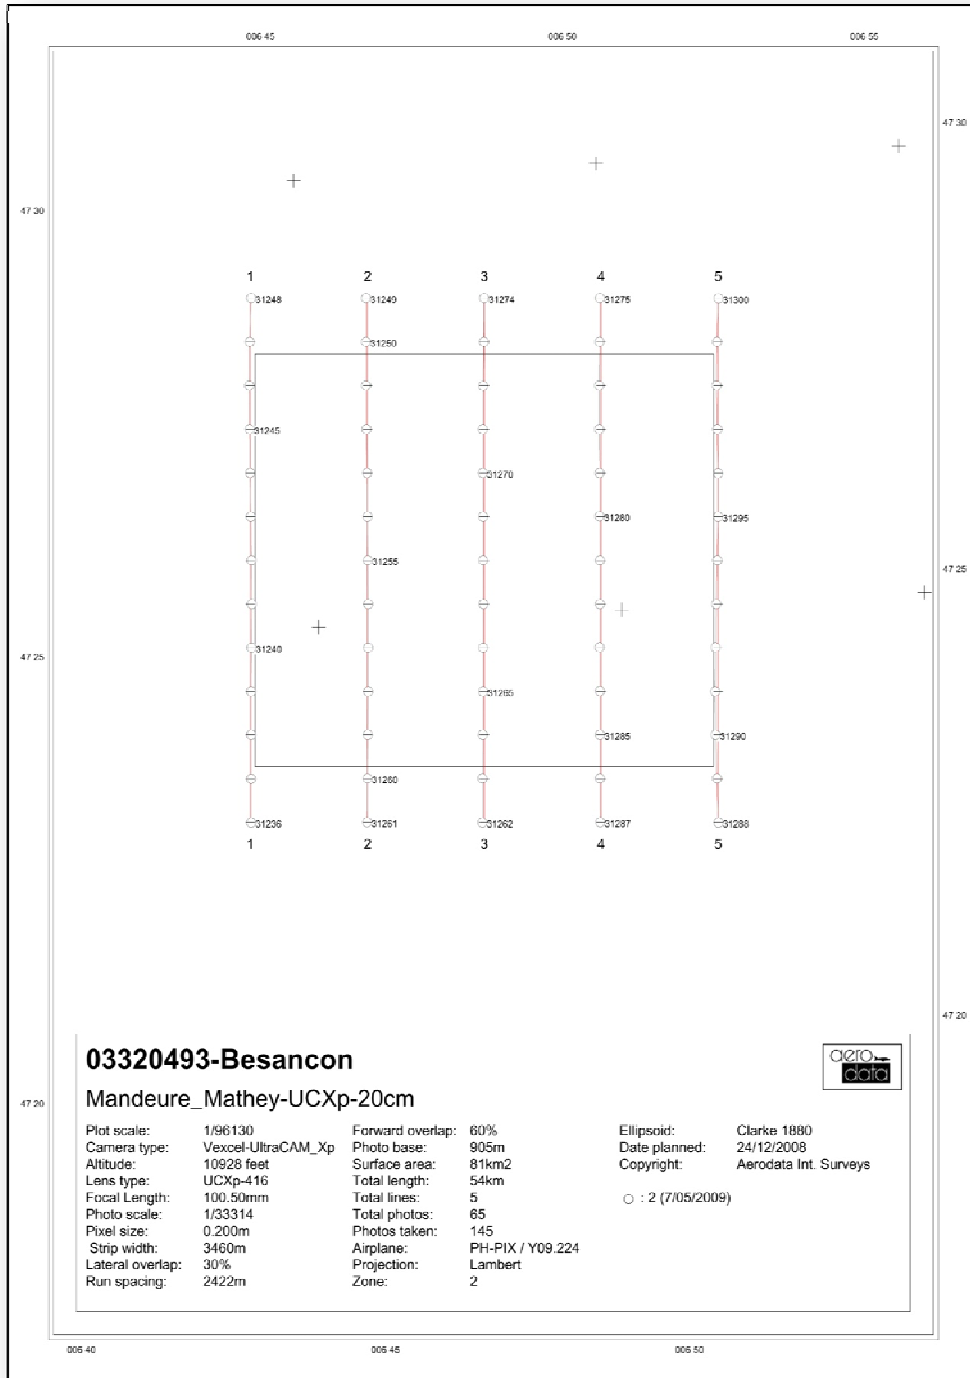 006 45 006 50 006 55
47 30
47 30
1 2 3 4 5
31248 31249 31274 31275 31300
31250
31245
31270
31280 31295
31255
47 25
31240
47 25
31265
31285 31290
31260
31236 31261 31262 31287 31288
1 2 3 4 5
47 20
03320493-Besancon
aero
data
Mandeure_Mathey-UCXp-20cm
47 20
Plot scale: 1/96130 Forward overlap: 60% Ellipsoid: Clarke 1880
Camera type: Vexcel-UltraCAM_Xp Photo base: 905m Date planned: 24/12/2008
Altitude: 10928 feet Surface area: 81km2 Copyright: Aerodata Int. Surveys
Lens type: UCXp-416 Total length: 54km
Focal Length: 100.50mm Total lines: 5 : 2 (7/05/2009)
Photo scale: 1/33314 Total photos: 65
Pixel size: 0.200m Photos taken: 145
Strip width: 3460m Airplane: PH-PIX / Y09.224
Lateral overlap: 30% Projection: Lambert
Run spacing: 2422m Zone: 2
006 40 006 45 006 50